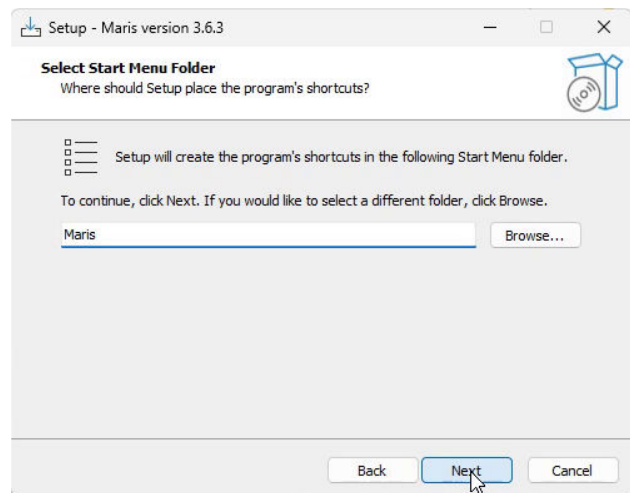 Setup - Maris version 3.6.3
Select Start Menu Folder
Where should Setup place the program's shortcuts?
Setup will create the program's shortcuts in the following Start Menu folder.
To continue, click Next. If you would like to select a different folder, click Browse.
Maris
Browse...
Back
Next
Cancel